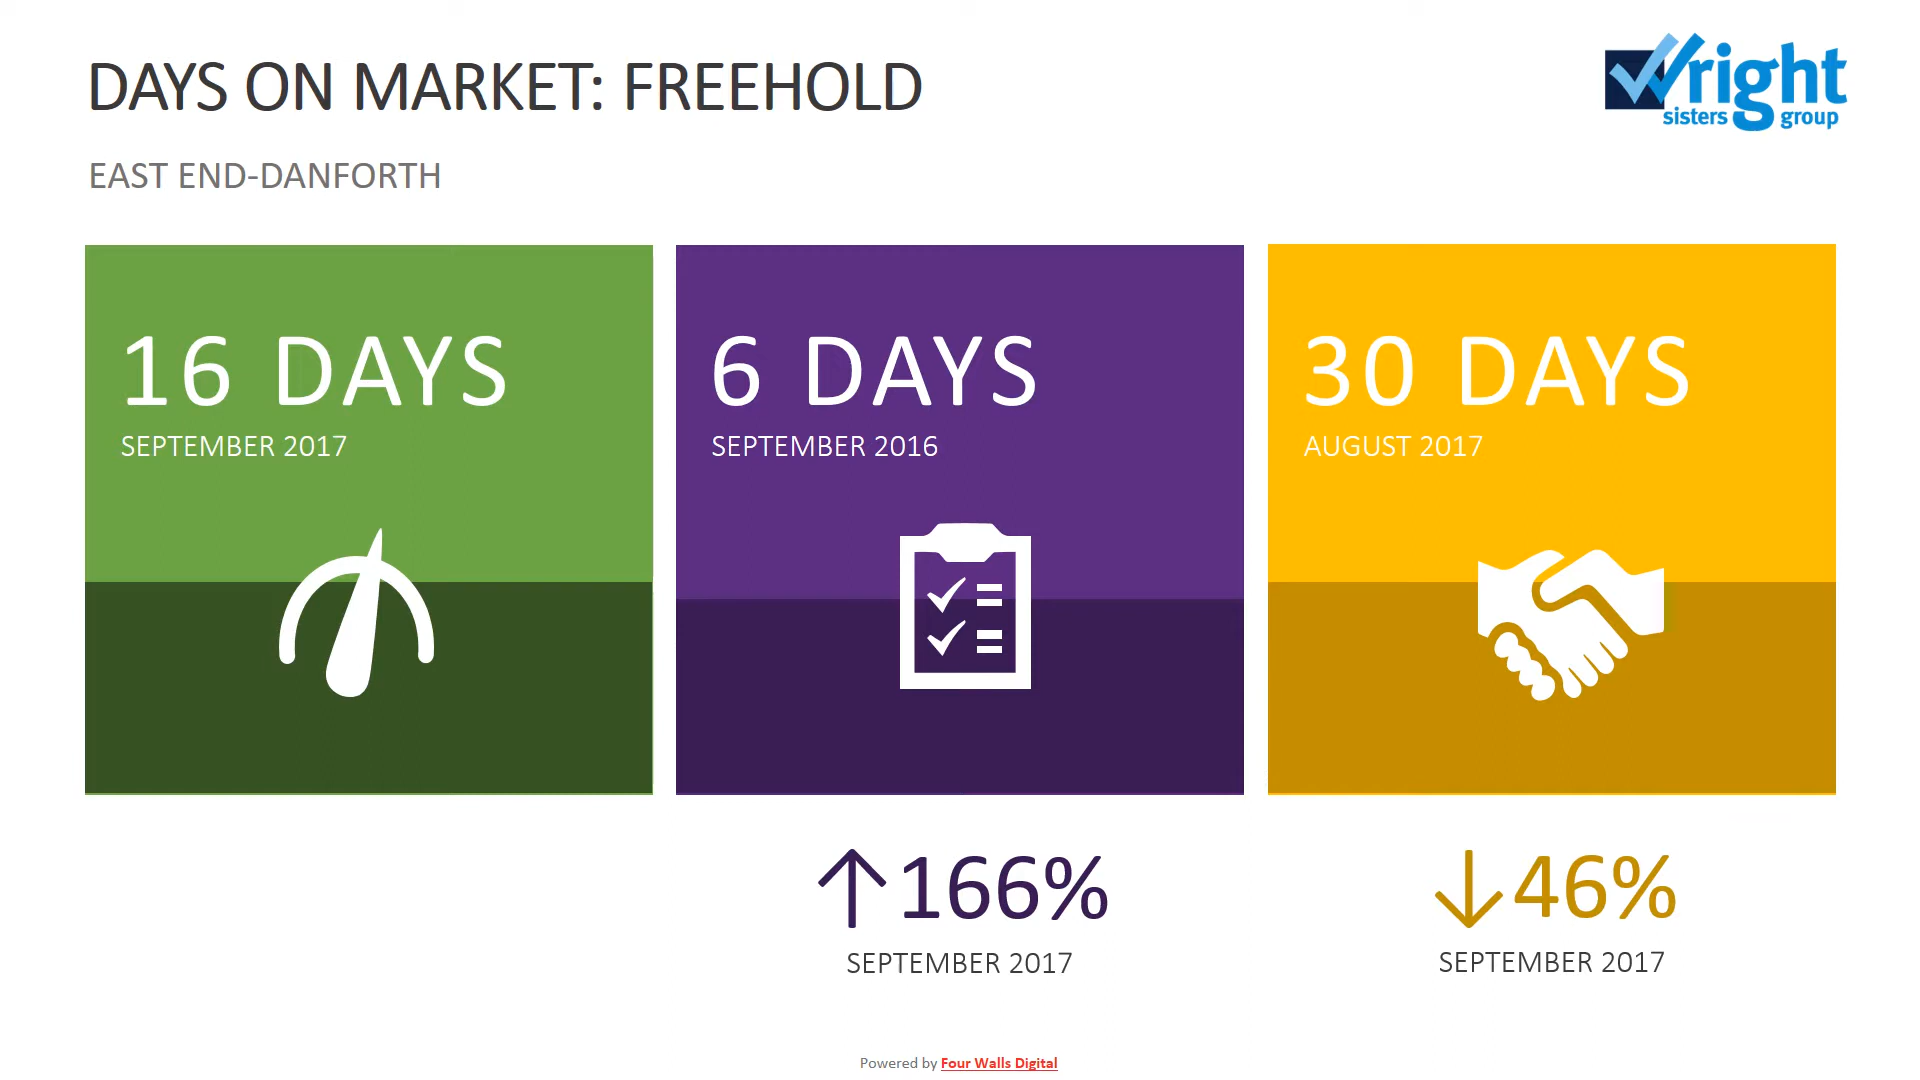 DAYS ON MARKET: FREEHOLD
Wright
sisters group
EAST END-DANFORTH
16 DAYS
SEPTEMBER 2017
6 DAYS
SEPTEMBER 2016
30 DAYS
AUGUST 2017
↑166%
SEPTEMBER 2017
↓46%
SEPTEMBER 2017
Powered by Four Walls Digital